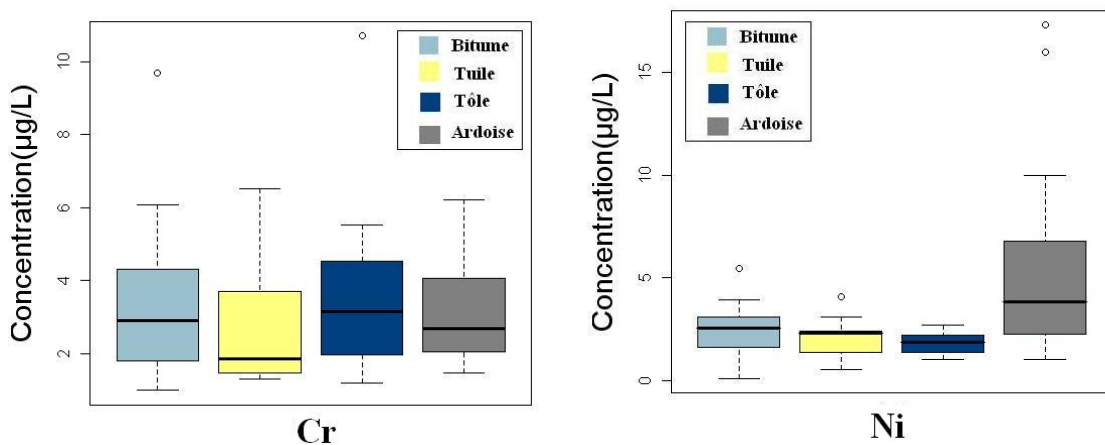 Concentration(µg/L)
10
8
6
4
2
Bitume
Tuile
Tôle
Ardoise
Cr
Concentration(µg/L)
15
10
5
0
Bitume
Tuile
Tôle
Ardoise
Ni